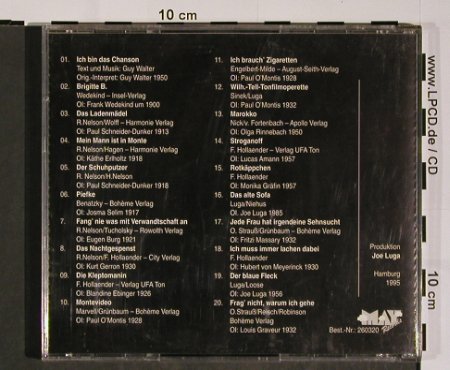 10 cm
01. Ich bin das Chanson
Text und Musik: Guy Walter
Orig.-Interpret: Guy Walter 1950
02. Brigitte B.
Wedekind – Insel-Verlag
OI: Frank Wedekind um 1900
03. Das Ladenmädel
R.Nelson/Wolff – Harmonie Verlag
OI: Paul Schneider-Dunker 1913
04. Mein Mann ist in Monte
R.Nelson/Hagen – Harmonie Verlag
OI: Käthe Erlholtz 1918
05. Der Schuhputzer
R. Nelson/H.Nelson
OI: Paul Schneider-Dunker 1918
06. Piefke
Benatzky – Bohème Verlag
OI: Josma Selim 1917
7. Fang' nie was mit Verwandtschaft an
R.Nelson/Tucholsky – Rowolth Verlag
OI: Eugen Burg 1921
08. Das Nachtgespenst
R.Nelson/F. Hollaender – City Verlag
OI: Kurt Gerron 1930
09. Die Kleptomanin
F. Hollaender – Verlag UFA Ton
OI: Blandine Ebinger 1926
10. Montevideo
Marvell/Grünbaum – Bohème Verlag
OI: Paul O'Montis 1928
11. Ich brauch' Zigaretten
Engelberd-Milde – August-Seith-Verlag
OI: Paul O'Montis 1928
12. Wilh.-Tell-Tonfilmoperette
Sinek/Luga
OI: Paul O'Montis 1932
13. Marokko
Nick/v. Fortenbach – Apollo Verlag
OI: Olga Rinnebach 1950
14. Stroganoff
F. Hollaender – Verlag UFA Ton
OI: Lucas Amann 1957
15. Rotkäppchen
F. Hollaender
OI: Monika Gräfin 1957
16. Das alte Sofa
Luga/Niehus
OI: Joe Luga 1985
17. Jede Frau hat irgendeine Sehnsucht
O. Strauß/Grünbaum – Bohème Verlag
OI: Fritzi Massary 1932
18. Ich muss immer lachn dabei
F. Hollaender
OI: Hubert von Meyerinck 1930
19. Der blaue Fleck
Luga/Loose
OI: Joe Luga 1956
20. Frag' nicht, warum ich gehe
O.Strauß/Reisch/Robinson
Bohème Verlag
OI: Louis Graveur 1932
Produktion
Joe Luga
Hamburg
1995
Best.-Nr.: 260320
www.LPCD.de / CD
10 cm